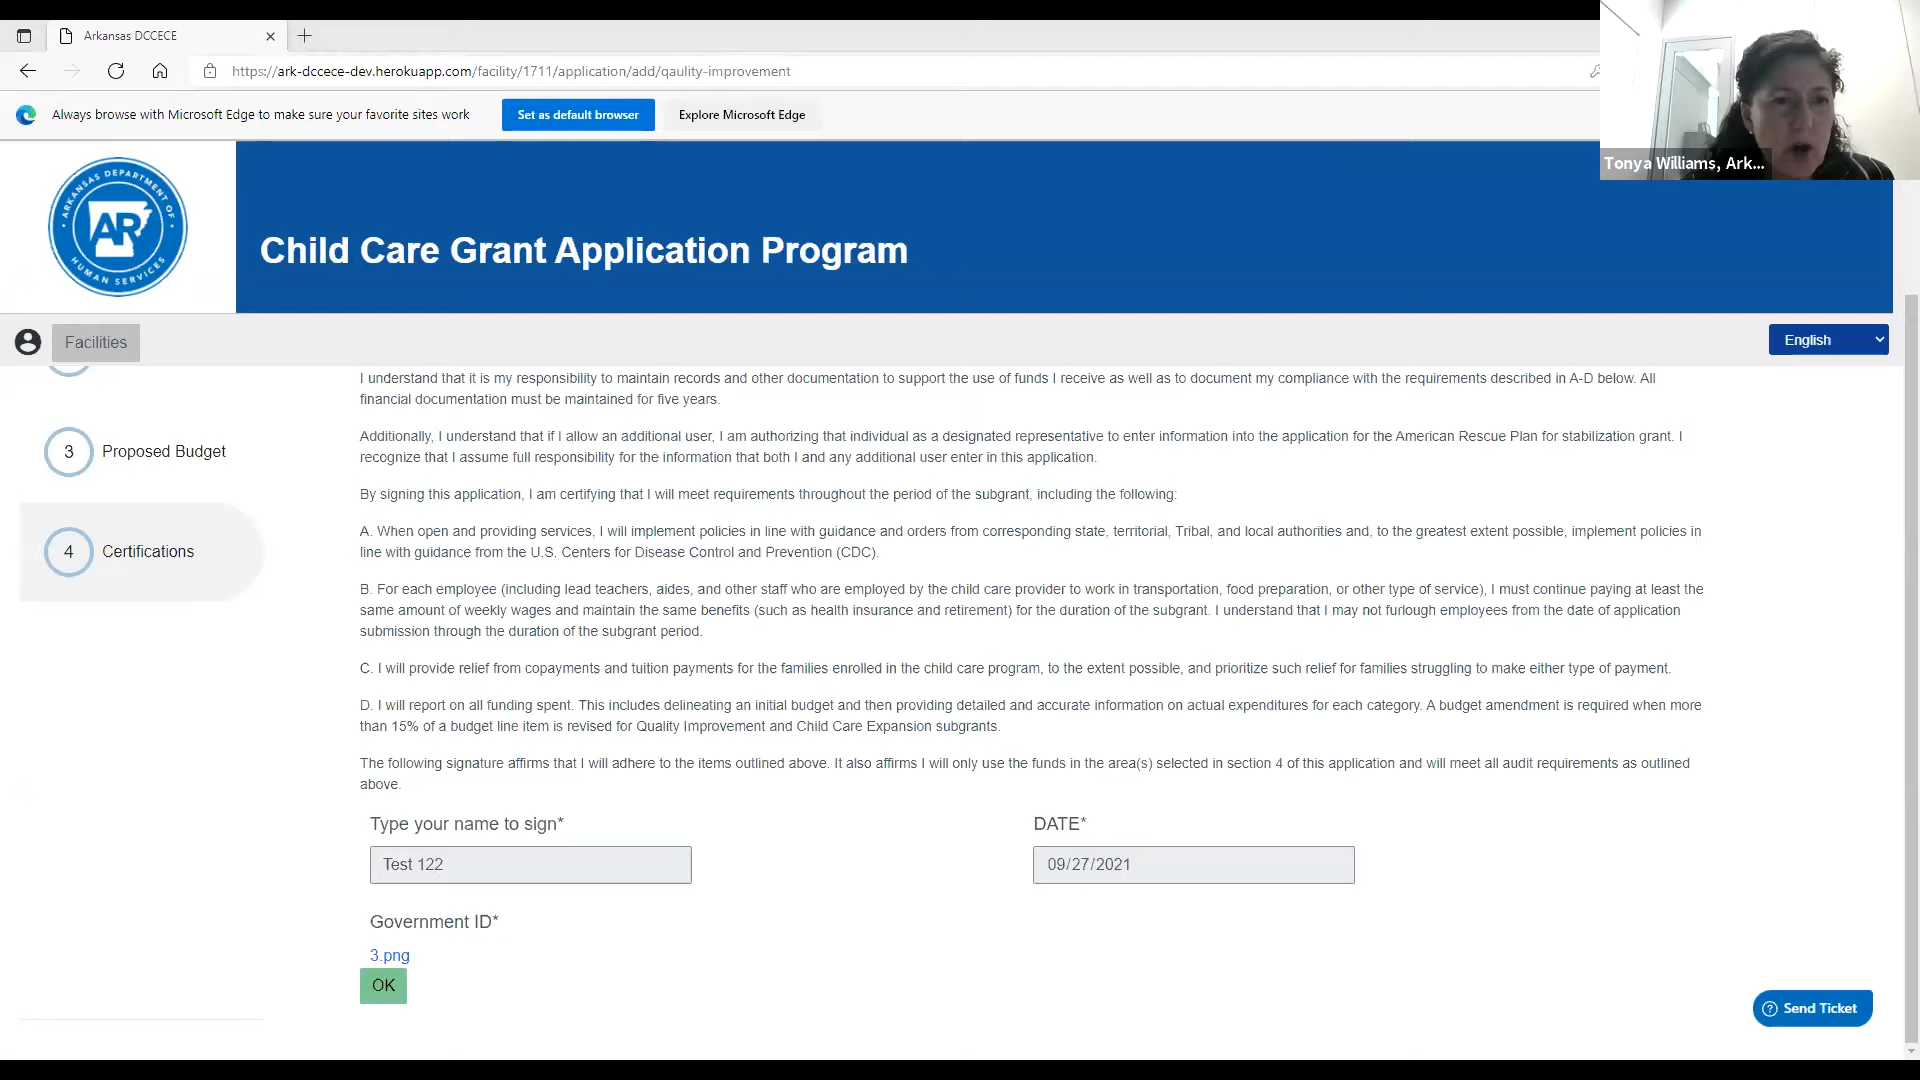 Arkansas DCCECE
https://ark-dccece-dev.herokuapp.com/facility/1711/application/add/qaulity-improvement
Always browse with Microsoft Edge to make sure your favorite sites work
Set as default browser
Explore Microsoft Edge
Tonya Williams, Ark...
ARKANSAS DEPARTMENT OF
AR
HUMAN SERVICES
Child Care Grant Application Program
Facilities
English
I understand that it is my responsibility to maintain records and other documentation to support the use of funds I receive as well as to document my compliance with the requirements described in A-D below. All
financial documentation must be maintained for five years.
3 Proposed Budget
Additionally, I understand that if I allow an additional user, I am authorizing that individual as a designated representative to enter information into the application for the American Rescue Plan for stabilization grant. I
recognize that I assume full responsibility for the information that both I and any additional user enter in this application.
By signing this application, I am certifying that I will meet requirements throughout the period of the subgrant, including the following:
4 Certifications
A. When open and providing services, I will implement policies in line with guidance and orders from corresponding state, territorial, Tribal, and local authorities and, to the greatest extent possible, implement policies in
line with guidance from the U.S. Centers for Disease Control and Prevention (CDC).
B. For each employee (including lead teachers, aides, and other staff who are employed by the child care provider to work in transportation, food preparation, or other type of service), I must continue paying at least the
same amount of weekly wages and maintain the same benefits (such as health insurance and retirement) for the duration of the subgrant. I understand that I may not furlough employees from the date of application
submission through the duration of the subgrant period.
C. I will provide relief from copayments and tuition payments for the families enrolled in the child care program, to the extent possible, and prioritize such relief for families struggling to make either type of payment.
D. I will report on all funding spent. This includes delineating an initial budget and then providing detailed and accurate information on actual expenditures for each category. A budget amendment is required when more
than 15% of a budget line item is revised for Quality Improvement and Child Care Expansion subgrants.
The following signature affirms that I will adhere to the items outlined above. It also affirms I will only use the funds in the area(s) selected in section 4 of this application and will meet all audit requirements as outlined
above.
Type your name to sign*
DATE*
Test 122
09/27/2021
Government ID*
3.png
OK
Send Ticket